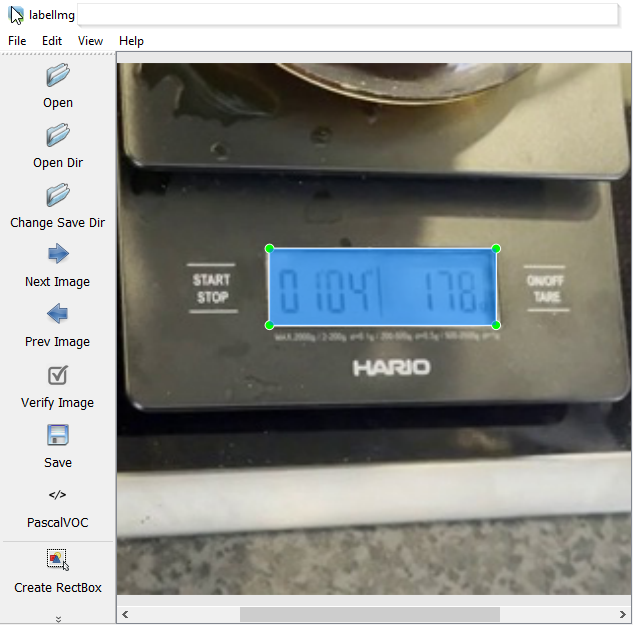 labelImg
File Edit View Help
Open
Open Dir
Change Save Dir
Next Image
Prev Image
Verify Image
Save
</>
PascalVOC
Create RectBox
START
STOP
0104 178
ON/OFF
TARE
HARIO